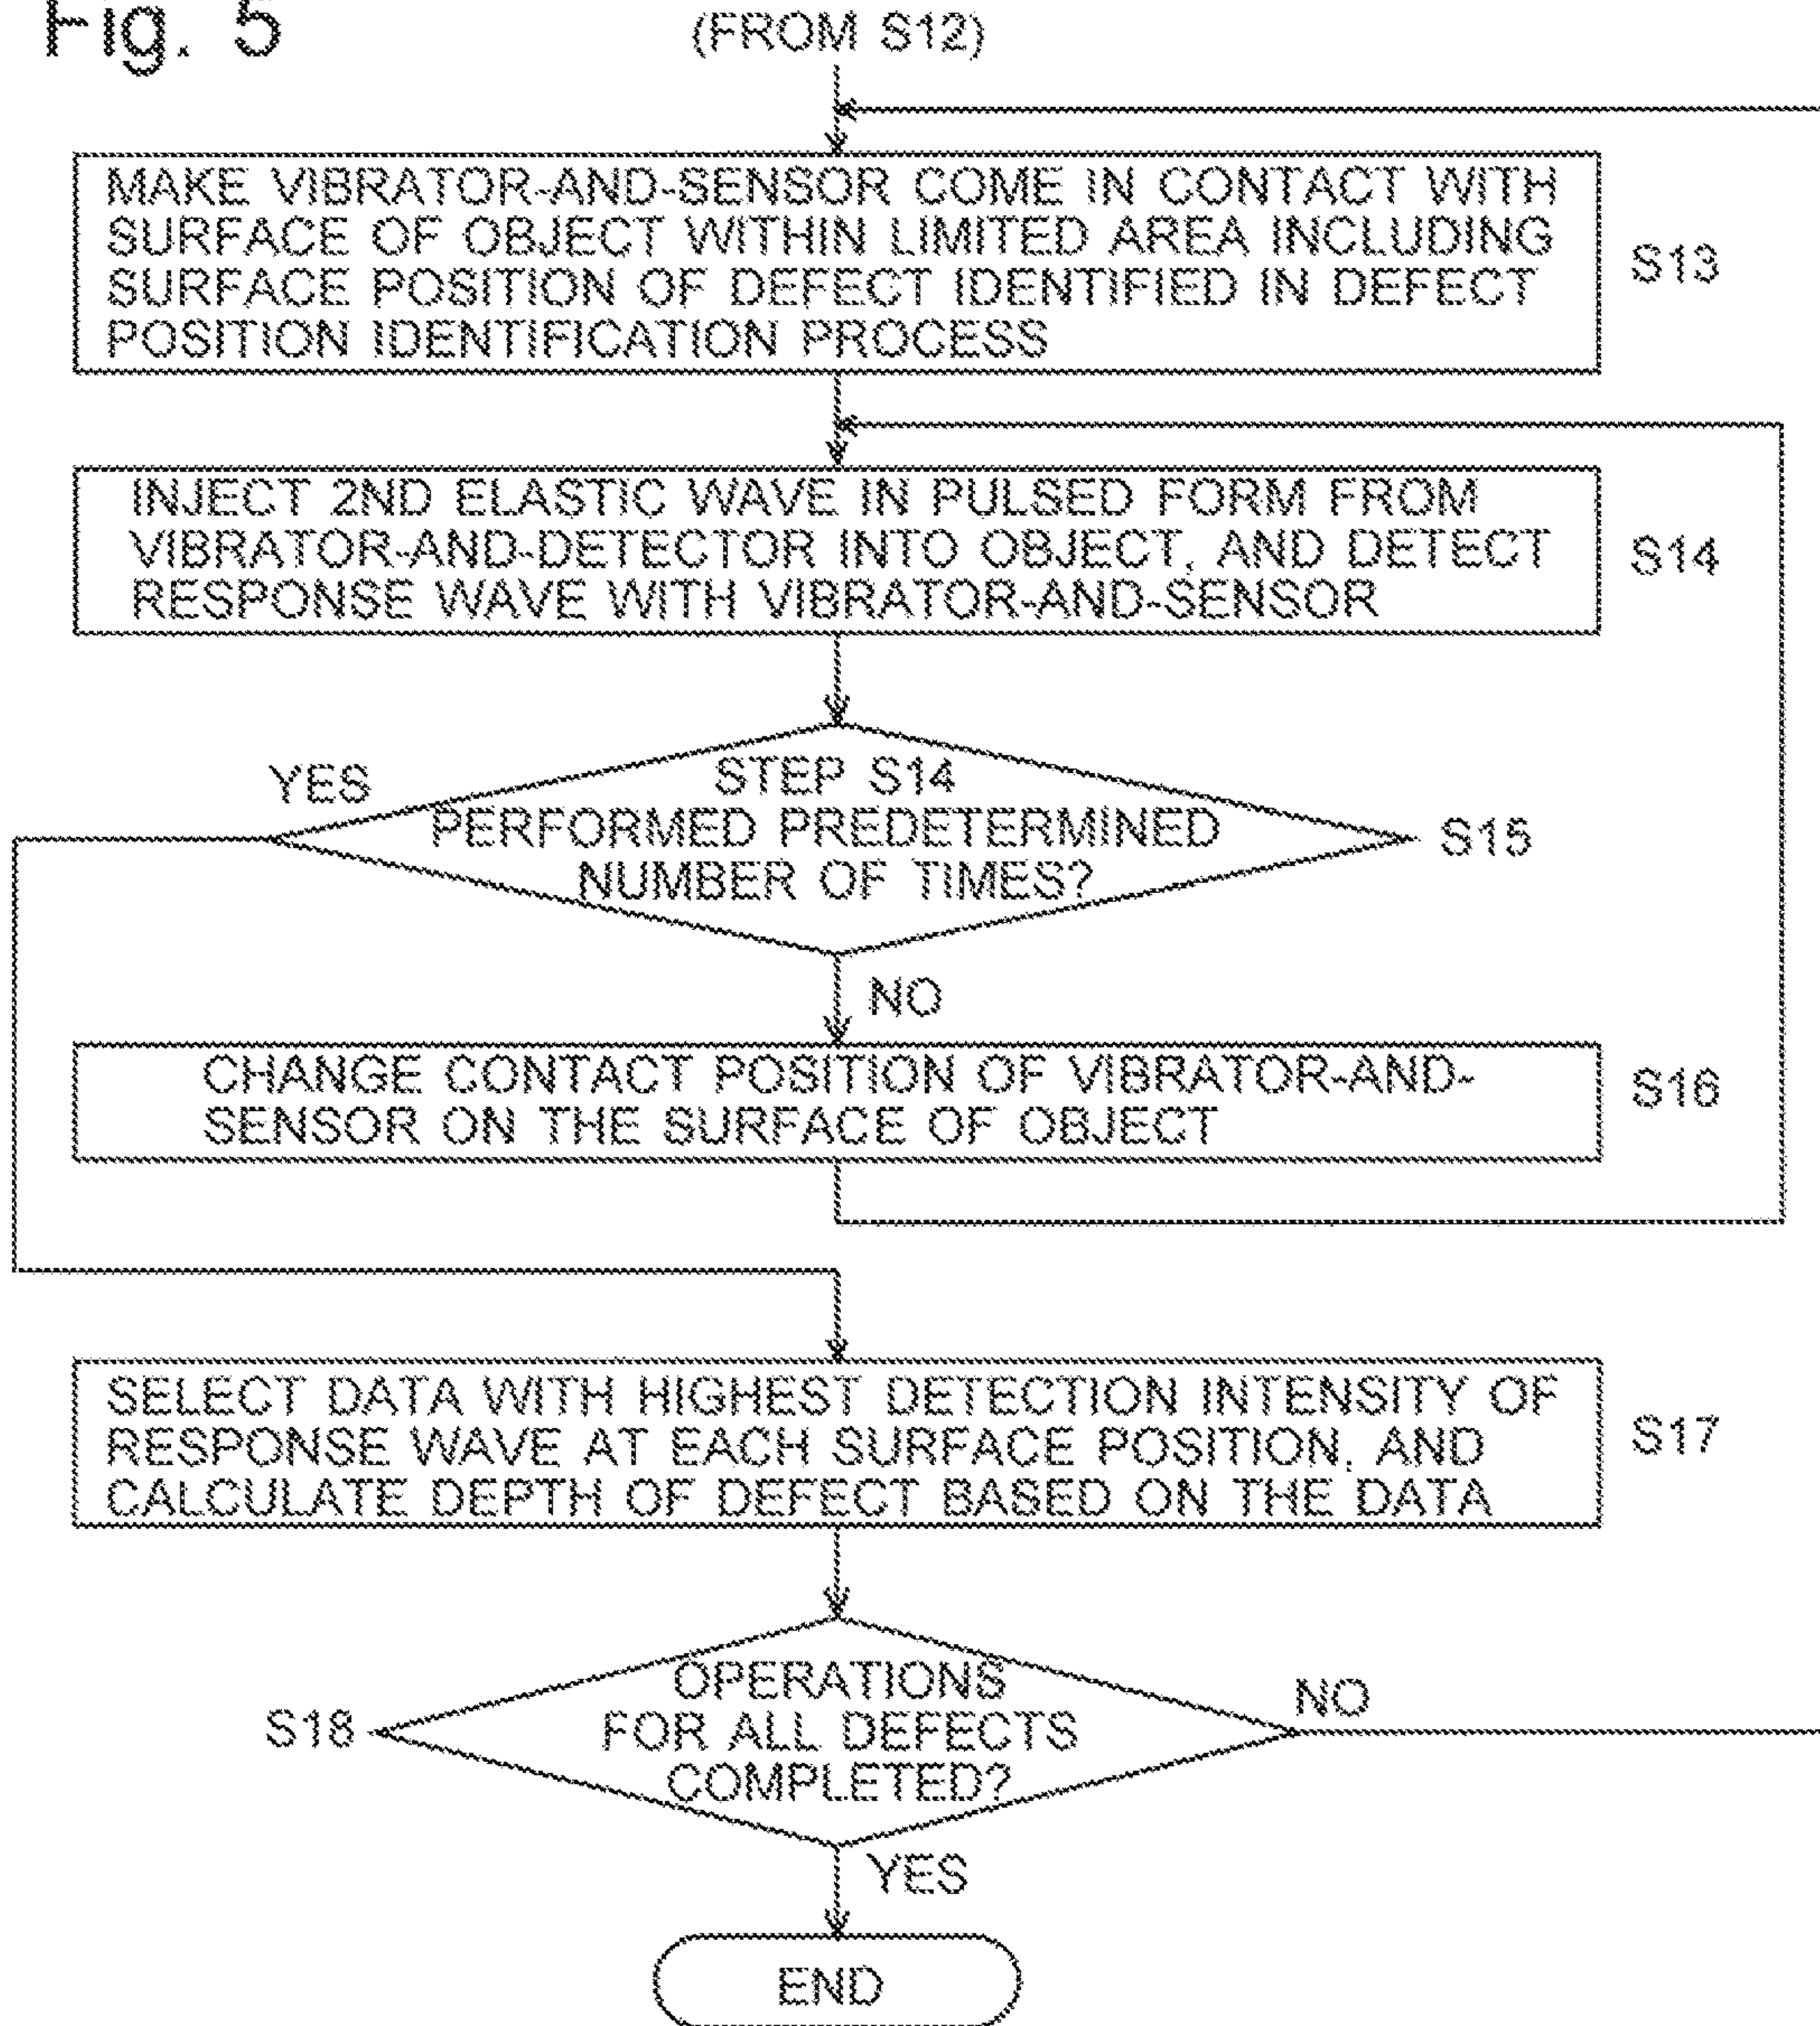 Fig. 5
(FROM S12)
MAKE VIBRATOR-AND-SENSOR COME IN CONTACT WITH
SURFACE OF OBJECT WITHIN LIMITED AREA INCLUDING
SURFACE POSITION OF DEFECT IDENTIFIED IN DEFECT
POSITION IDENTIFICATION PROCESS
S13
INJECT 2ND ELASTIC WAVE IN PULSED FORM FROM
VIBRATOR-AND-DETECTOR INTO OBJECT, AND DETECT
RESPONSE WAVE WITH VIBRATOR-AND-SENSOR
S14
YES
STEP S14
PERFORMED PREDETERMINED
NUMBER OF TIMES?
S15
NO
CHANGE CONTACT POSITION OF VIBRATOR-AND-
SENSOR ON THE SURFACE OF OBJECT
S16
SELECT DATA WITH HIGHEST DETECTION INTENSITY OF
RESPONSE WAVE AT EACH SURFACE POSITION, AND
CALCULATE DEPTH OF DEFECT BASED ON THE DATA
S17
OPERATIONS
FOR ALL DEFECTS
COMPLETED?
S18
NO
YES
END